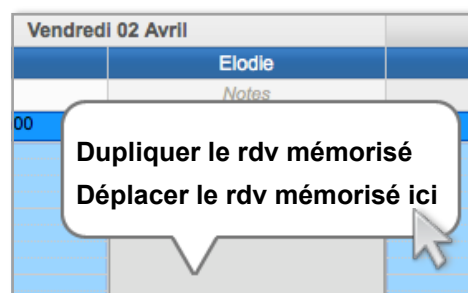 Vendredi 02 Avril
Elodie
Notes
00
Dupliquer le rdv mémorisé
Déplacer le rdv mémorisé ici